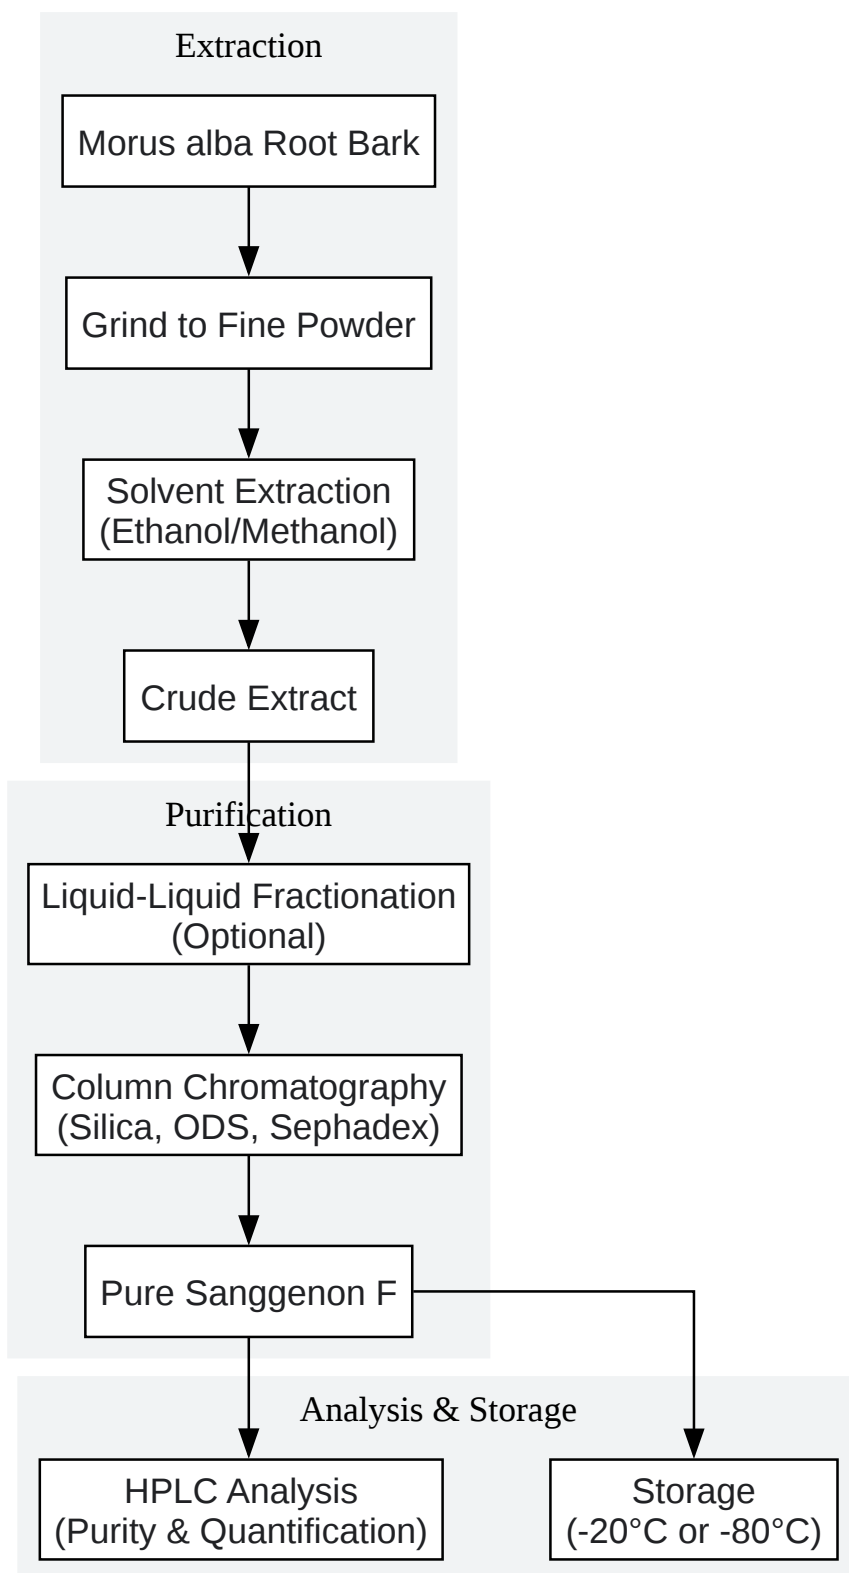 Extraction
Morus alba Root Bark
Grind to Fine Powder
Solvent Extraction
(Ethanol/Methanol)
Crude Extract
Purification
Liquid-Liquid Fractionation
(Optional)
Column Chromatography
(Silica, ODS, Sephadex)
Pure Sanggenon F
Analysis & Storage
HPLC Analysis
(Purity & Quantification)
Storage
(-20°C or -80°C)